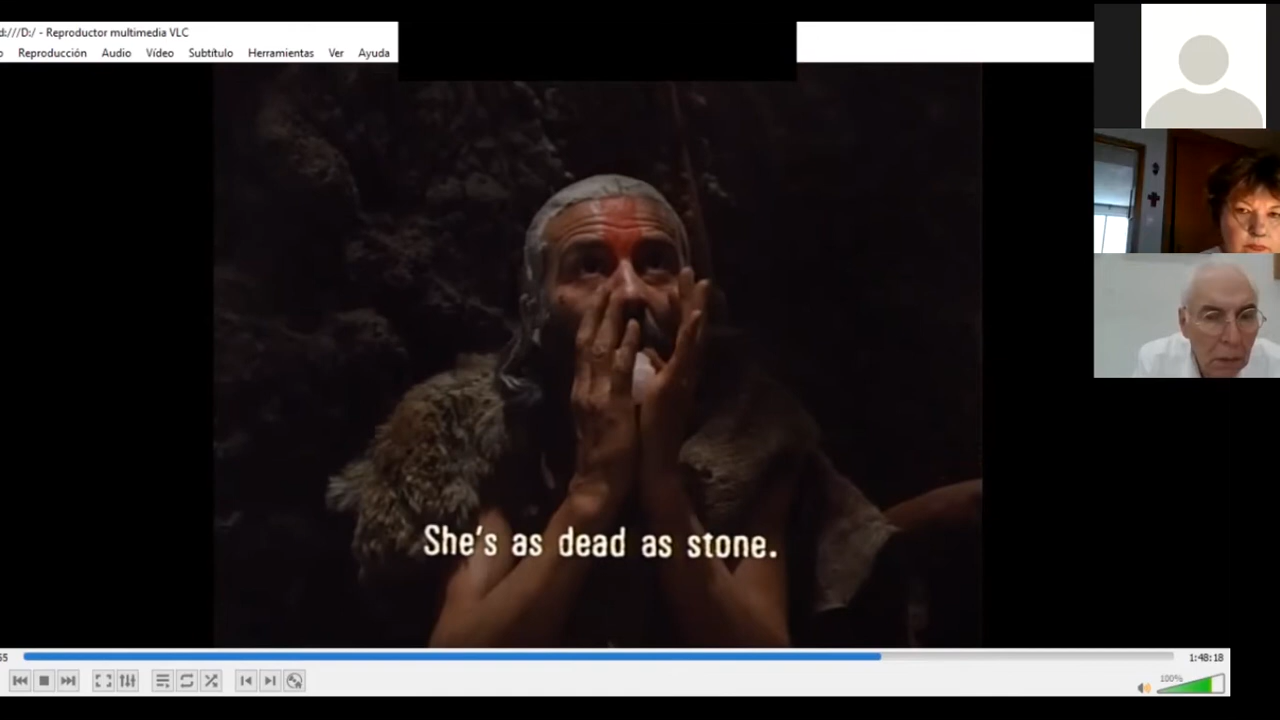 d:///D:/ - Reproductor multimedia VLC
o Reproducción Audio Vídeo Subtítulo Herramientas Ver Ayuda
She's as dead as stone.
55 1:48:18
100%